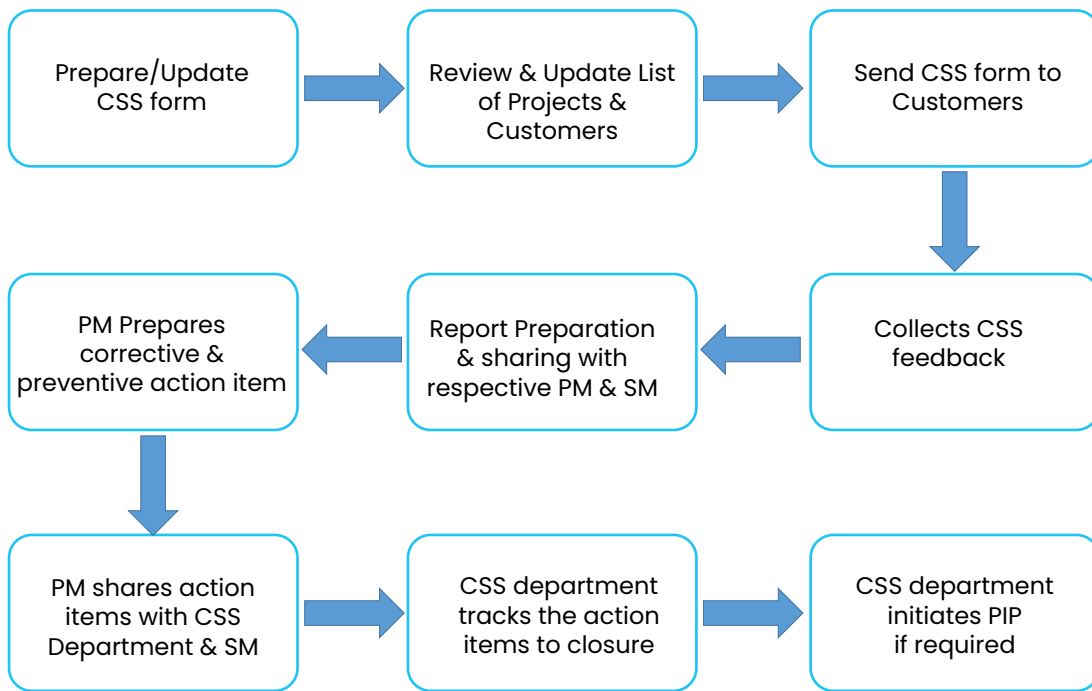 Prepare/Update
CSS form
Review & Update List
of Projects &
Customers
Send CSS form to
Customers
Collects CSS
feedback
Report Preparation
& sharing with
respective PM & SM
PM Prepares
corrective &
preventive action item
PM shares action
items with CSS
Department & SM
CSS department
tracks the action
items to closure
CSS department
initiates PIP
if required